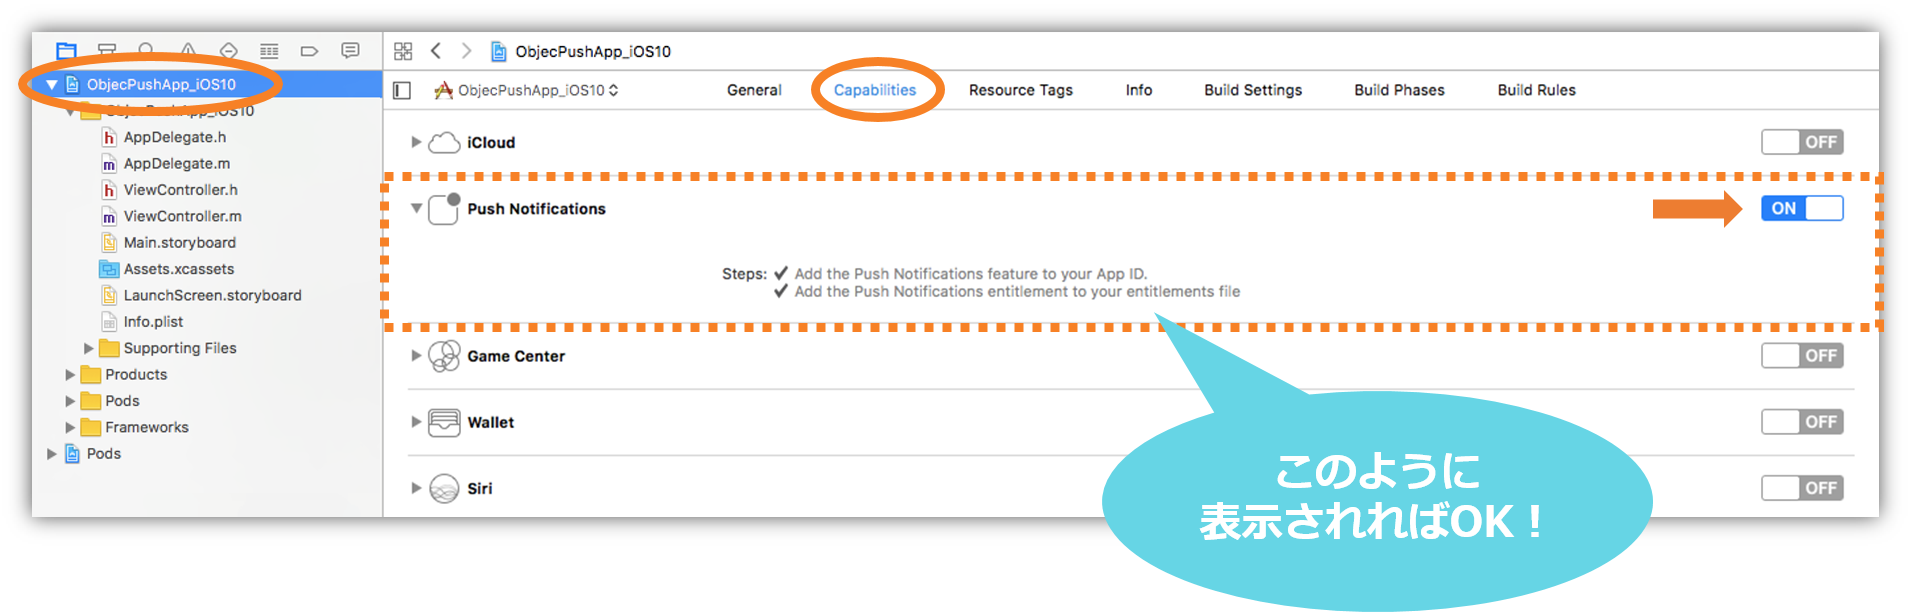 ObjecPushApp_iOS10
ObjecPushApp_iOS10
AppDelegate.h
AppDelegate.m
ViewController.h
ViewController.m
Main.storyboard
Assets.xcassets
LaunchScreen.storyboard
Info.plist
Supporting Files
Products
Pods
Frameworks
Pods
ObjecPushApp_iOS10
ObjecPushApp_iOS10
General Capabilities Resource Tags Info Build Settings Build Phases Build Rules
iCloud OFF
Push Notifications ON
Steps: ✔ Add the Push Notifications feature to your App ID.
✔ Add the Push Notifications entitlement to your entitlements file
Game Center OFF
Wallet OFF
Siri OFF
このように
表示されればOK！